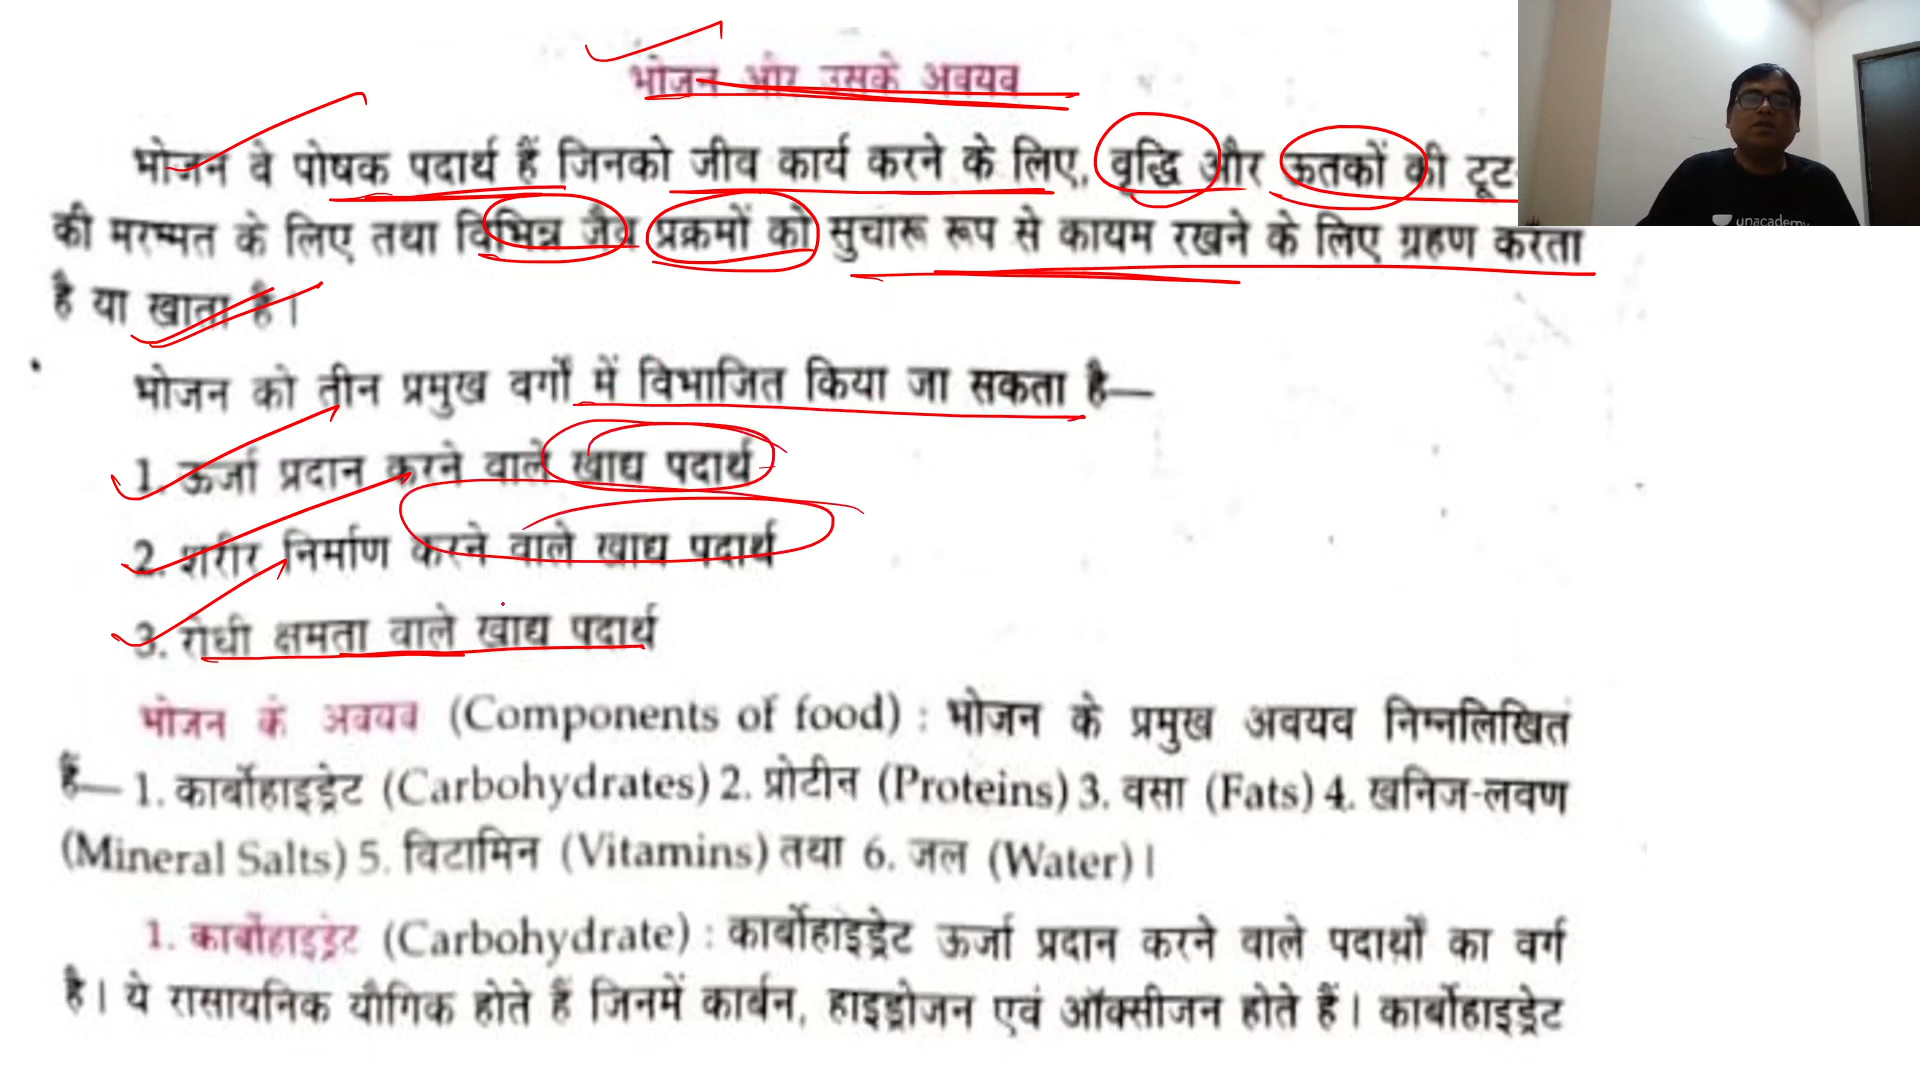 भोजन और उसके अवयव
भोजन वे पोषक पदार्थ हैं जिनको जीव कार्य करने के लिए, वृद्धि और ऊतकों की टूट-
की मरम्मत के लिए तथा विभिन्न जैव प्रक्रमों को सुचारू रूप से कायम रखने के लिए ग्रहण करता
है या खाता है।
भोजन को तीन प्रमुख वर्गों में विभाजित किया जा सकता है—
1. ऊर्जा प्रदान करने वाले खाद्य पदार्थ
2. शरीर निर्माण करने वाले खाद्य पदार्थ
3. रोधी क्षमता वाले खाद्य पदार्थ
भोजन के अवयव (Components of food) : भोजन के प्रमुख अवयव निम्नलिखित
हैं— 1. कार्बोहाइड्रेट (Carbohydrates) 2. प्रोटीन (Proteins) 3. वसा (Fats) 4. खनिज-लवण
(Mineral Salts) 5. विटामिन (Vitamins) तथा 6. जल (Water)।
1. कार्बोहाइड्रेट (Carbohydrate) : कार्बोहाइड्रेट ऊर्जा प्रदान करने वाले पदार्थों का वर्ग
है। ये रासायनिक यौगिक होते हैं जिनमें कार्बन, हाइड्रोजन एवं ऑक्सीजन होते हैं। कार्बोहाइड्रेट
unacademy